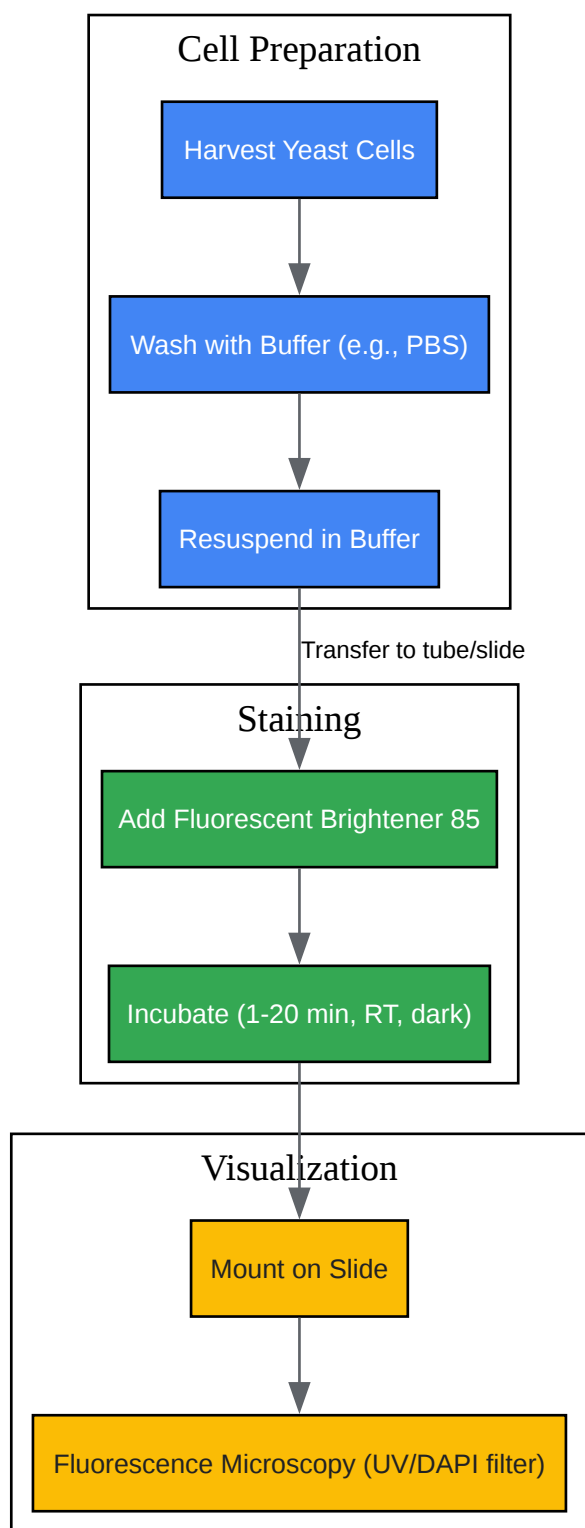 Cell Preparation
Harvest Yeast Cells
Wash with Buffer (e.g., PBS)
Resuspend in Buffer
Transfer to tube/slide
Staining
Add Fluorescent Brightener 85
Incubate (1-20 min, RT, dark)
Visualization
Mount on Slide
Fluorescence Microscopy (UV/DAPI filter)